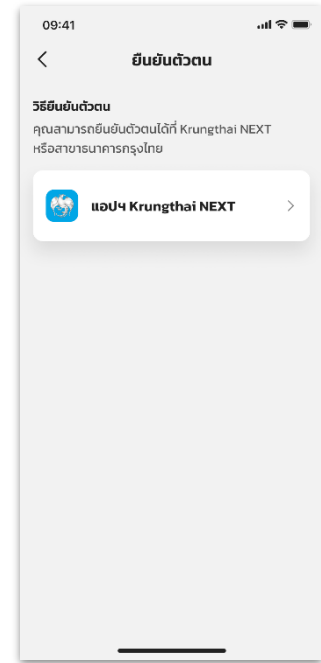 09:41
ยืนยันตัวตน
วิธียืนยันตัวตน
คุณสามารถยืนยันตัวตนได้ที่ Krungthai NEXT
หรือสาขาธนาคารกรุงไทย
แอปฯ Krungthai NEXT